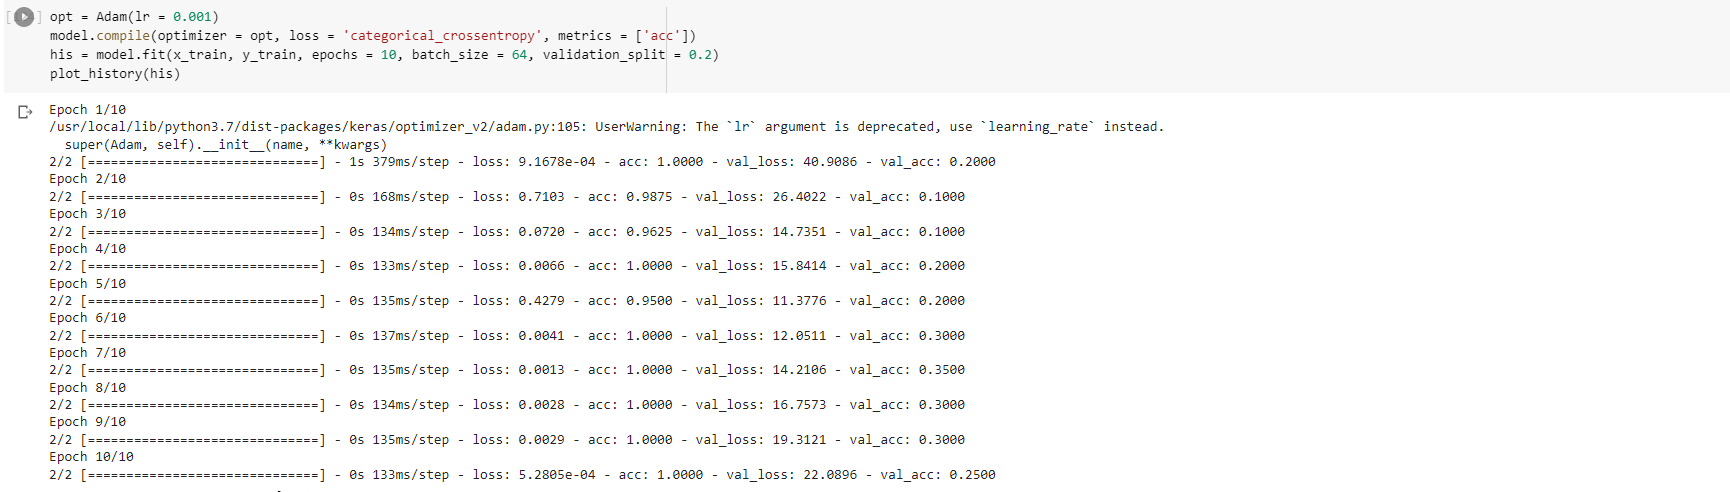 opt = Adam(lr = 0.001)
model.compile(optimizer = opt, loss = 'categorical_crossentropy', metrics = ['acc'])
his = model.fit(x_train, y_train, epochs = 10, batch_size = 64, validation_split = 0.2)
plot_history(his)
Epoch 1/10
/usr/local/lib/python3.7/dist-packages/keras/optimizer_v2/adam.py:105: UserWarning: The `lr` argument is deprecated, use `learning_rate` instead.
  super(Adam, self).__init__(name, **kwargs)
2/2 [==============================] - 1s 379ms/step - loss: 9.1678e-04 - acc: 1.0000 - val_loss: 40.9086 - val_acc: 0.2000
Epoch 2/10
2/2 [==============================] - 0s 168ms/step - loss: 0.7103 - acc: 0.9875 - val_loss: 26.4022 - val_acc: 0.1000
Epoch 3/10
2/2 [==============================] - 0s 134ms/step - loss: 0.0720 - acc: 0.9625 - val_loss: 14.7351 - val_acc: 0.1000
Epoch 4/10
2/2 [==============================] - 0s 133ms/step - loss: 0.0066 - acc: 1.0000 - val_loss: 15.8414 - val_acc: 0.2000
Epoch 5/10
2/2 [==============================] - 0s 135ms/step - loss: 0.4279 - acc: 0.9500 - val_loss: 11.3776 - val_acc: 0.2000
Epoch 6/10
2/2 [==============================] - 0s 137ms/step - loss: 0.0041 - acc: 1.0000 - val_loss: 12.0511 - val_acc: 0.3000
Epoch 7/10
2/2 [==============================] - 0s 135ms/step - loss: 0.0013 - acc: 1.0000 - val_loss: 14.2106 - val_acc: 0.3500
Epoch 8/10
2/2 [==============================] - 0s 134ms/step - loss: 0.0028 - acc: 1.0000 - val_loss: 16.7573 - val_acc: 0.3000
Epoch 9/10
2/2 [==============================] - 0s 135ms/step - loss: 0.0029 - acc: 1.0000 - val_loss: 19.3121 - val_acc: 0.3000
Epoch 10/10
2/2 [==============================] - 0s 133ms/step - loss: 5.2805e-04 - acc: 1.0000 - val_loss: 22.0896 - val_acc: 0.2500